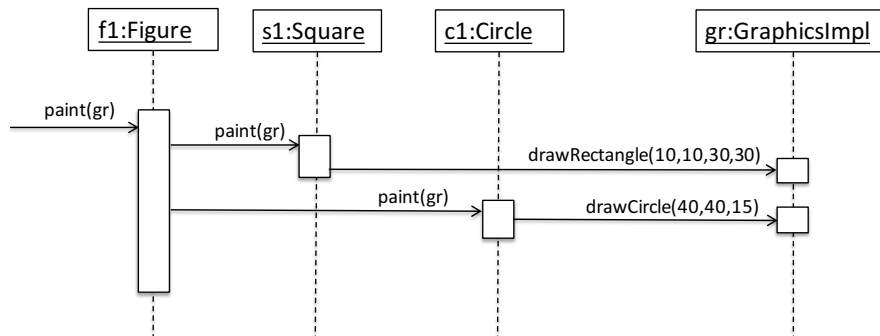 f1:Figure
s1:Square
c1:Circle
gr:GraphicsImpl
paint(gr)
paint(gr)
drawRectangle(10,10,30,30)
paint(gr)
drawCircle(40,40,15)